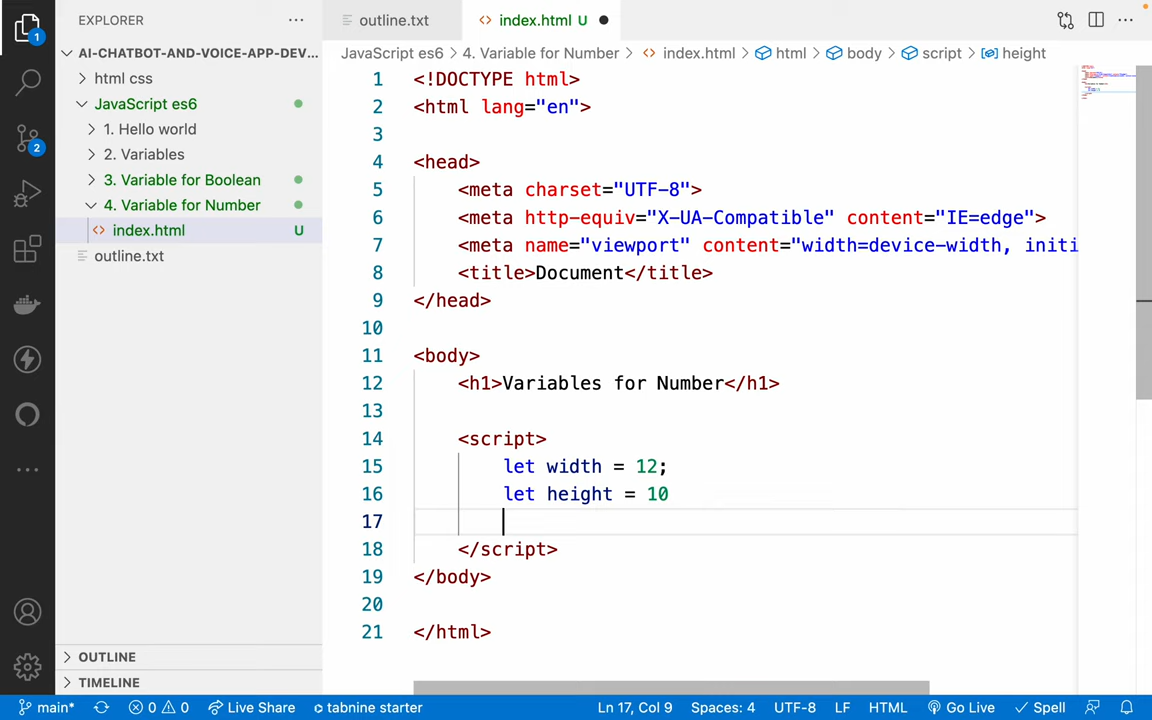 EXPLORER
AI-CHATBOT-AND-VOICE-APP-DEV...
html css
JavaScript es6
1. Hello world
2. Variables
3. Variable for Boolean
4. Variable for Number
index.html U
outline.txt
OUTLINE
TIMELINE
1
2
outline.txt
index.html U
JavaScript es6 > 4. Variable for Number > index.html > html > body > script > height
1 <!DOCTYPE html>
2 <html lang="en">
3
4 <head>
5 <meta charset="UTF-8">
6 <meta http-equiv="X-UA-Compatible" content="IE=edge">
7 <meta name="viewport" content="width=device-width, initi
8 <title>Document</title>
9 </head>
10
11 <body>
12 <h1>Variables for Number</h1>
13
14 <script>
15 let width = 12;
16 let height = 10
17
18 </script>
19 </body>
20
21 </html>
main* 0 0 Live Share tabnine starter Ln 17, Col 9 Spaces: 4 UTF-8 LF HTML Go Live Spell